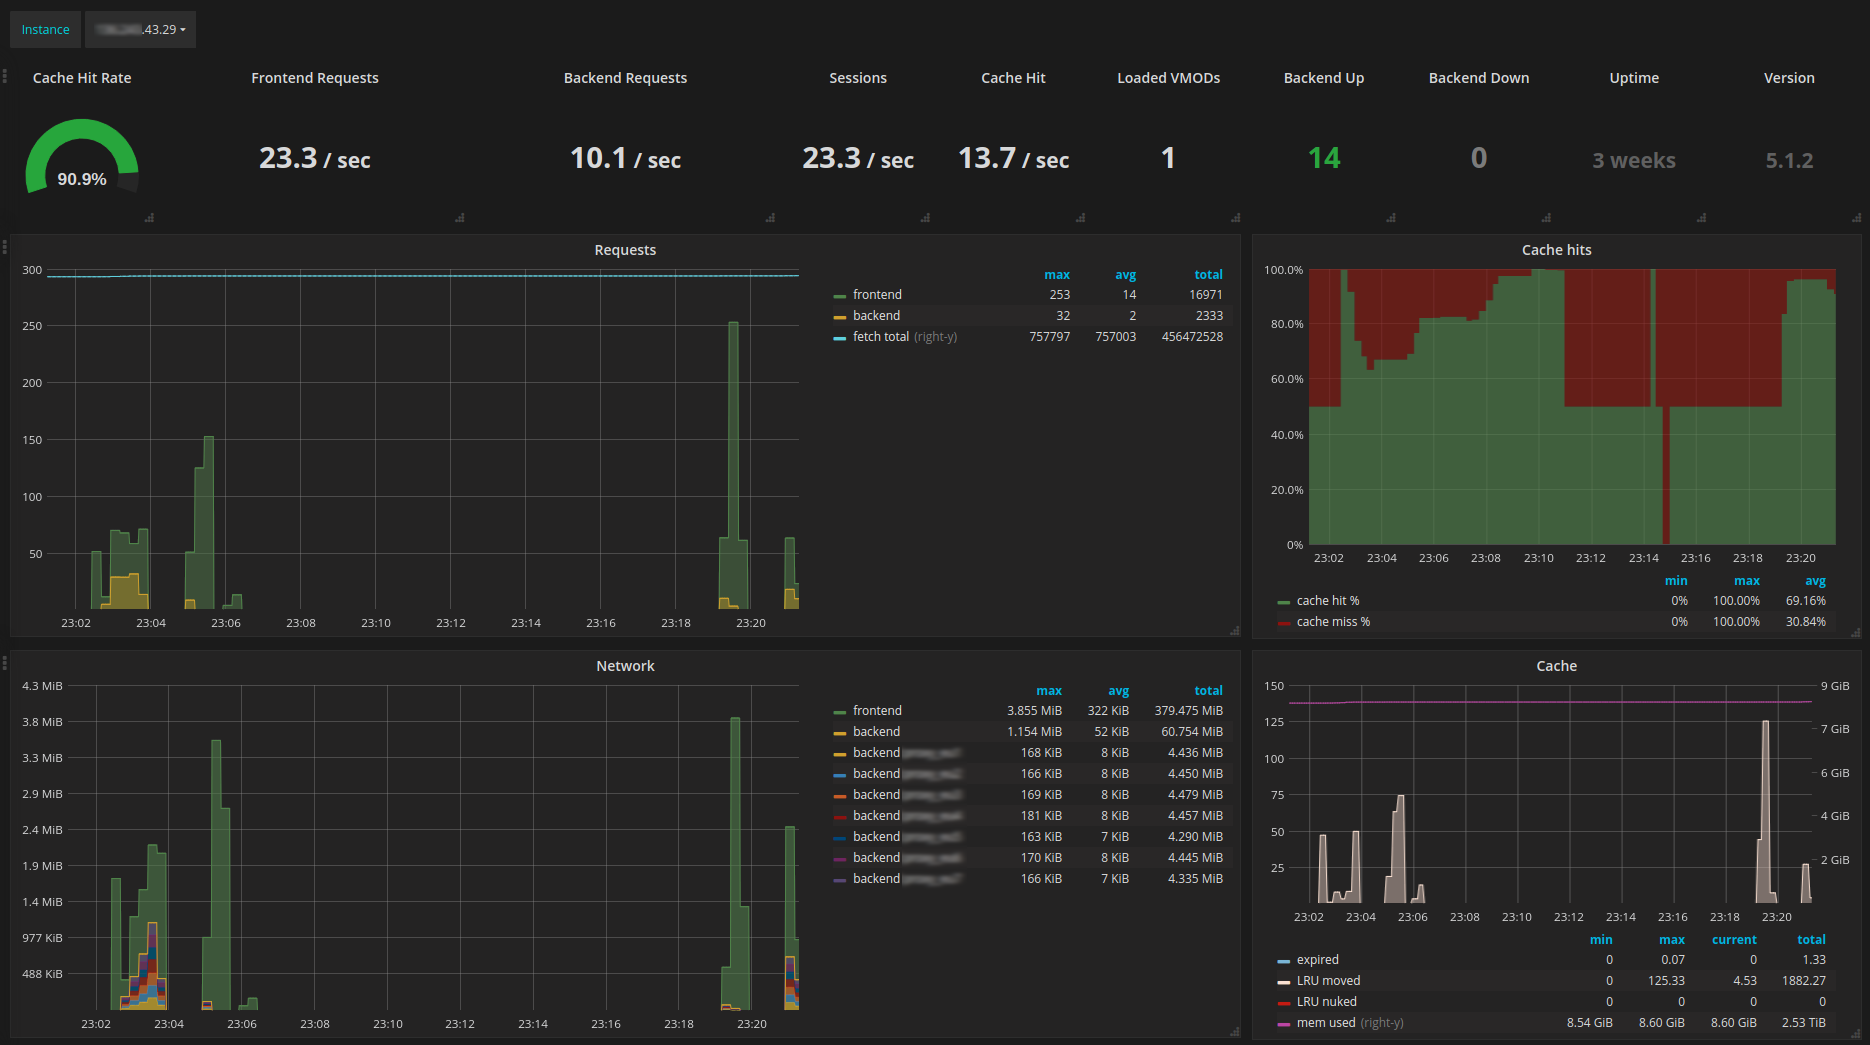 Instance .43.29
Cache Hit Rate Frontend Requests Backend Requests Sessions Cache Hit Loaded VMODs Backend Up Backend Down Uptime Version
90.9% 23.3 / sec 10.1 / sec 23.3 / sec 13.7 / sec 1 14 0 3 weeks 5.1.2
Requests
300
250
200
150
100
50
23:02 23:04 23:06 23:08 23:10 23:12 23:14 23:16 23:18 23:20
max avg total
frontend 253 14 16971
backend 32 2 2333
fetch total (right-y) 757797 757003 456472528
Cache hits
100.0%
80.0%
60.0%
40.0%
20.0%
0%
23:02 23:04 23:06 23:08 23:10 23:12 23:14 23:16 23:18 23:20
min max avg
cache hit % 0% 100.00% 69.16%
cache miss % 0% 100.00% 30.84%
Network
4.3 MiB
3.8 MiB
3.3 MiB
2.9 MiB
2.4 MiB
1.9 MiB
1.4 MiB
977 KiB
488 KiB
23:02 23:04 23:06 23:08 23:10 23:12 23:14 23:16 23:18 23:20
max avg total
frontend 3.855 MiB 322 KiB 379.475 MiB
backend 1.154 MiB 52 KiB 60.754 MiB
backend 168 KiB 8 KiB 4.436 MiB
backend 166 KiB 8 KiB 4.450 MiB
backend 169 KiB 8 KiB 4.479 MiB
backend 181 KiB 8 KiB 4.457 MiB
backend 163 KiB 7 KiB 4.290 MiB
backend 170 KiB 8 KiB 4.445 MiB
backend 166 KiB 7 KiB 4.335 MiB
Cache
150 9 GiB
125 7 GiB
100 6 GiB
75 4 GiB
50 2 GiB
25
23:02 23:04 23:06 23:08 23:10 23:12 23:14 23:16 23:18 23:20
min max current total
expired 0 0.07 0 1.33
LRU moved 0 125.33 4.53 1882.27
LRU nuked 0 0 0 0
mem used (right-y) 8.54 GiB 8.60 GiB 8.60 GiB 2.53 TiB